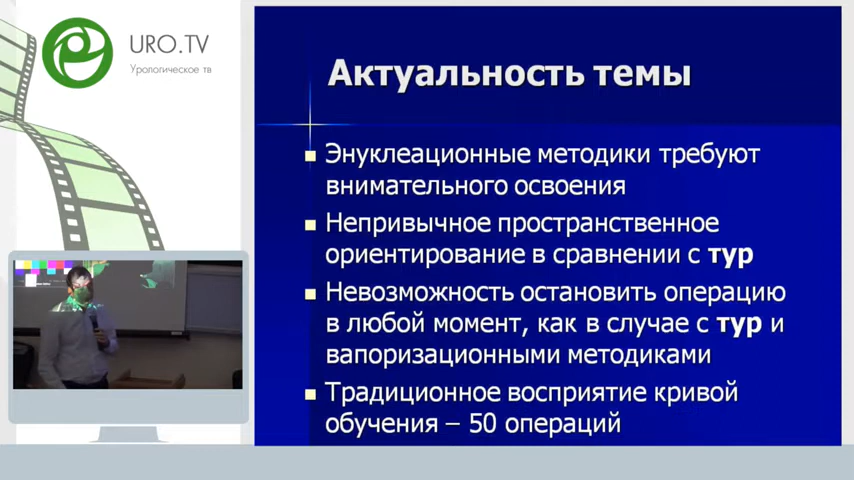 URO.TV
Урологическое тв
Актуальность темы
Энуклеационные методики требуют
внимательного освоения
Непривычное пространственное
ориентирование в сравнении с тур
Невозможность остановить операцию
в любой момент, как в случае с тур и
вапоризационными методиками
Традиционное восприятие кривой
обучения – 50 операций